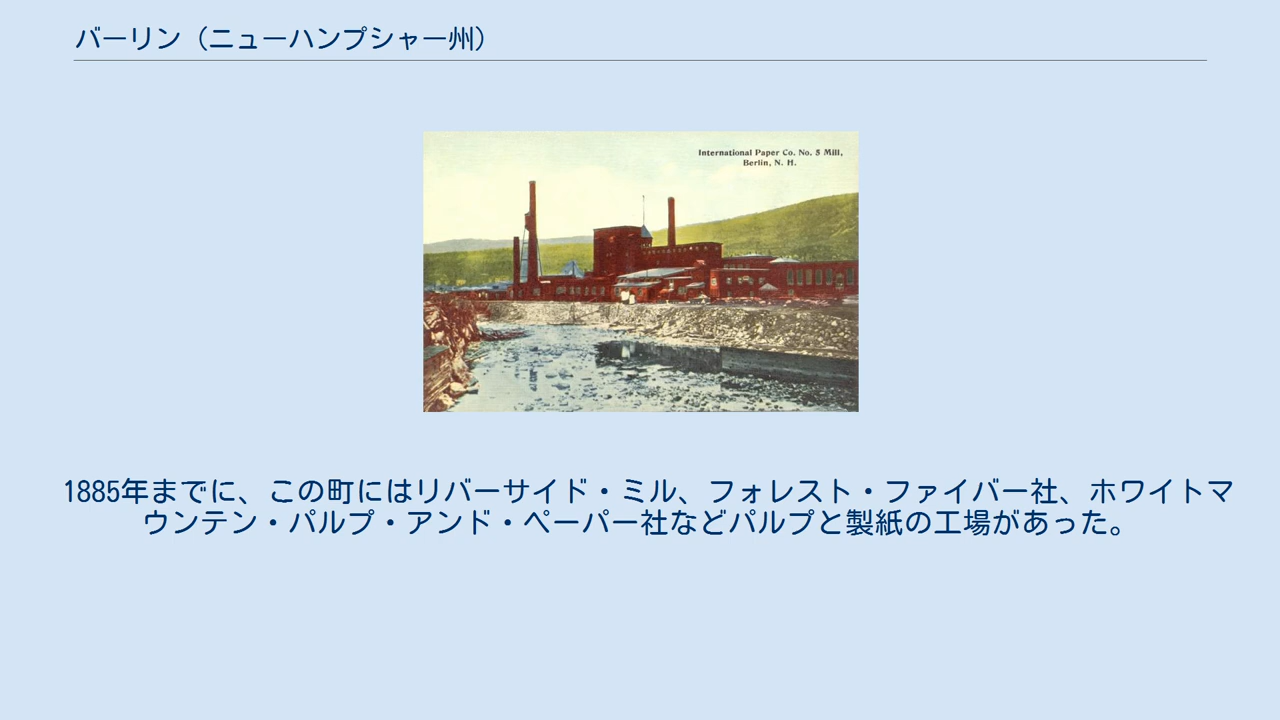 バーリン（ニューハンプシャー州）
International Paper Co. No. 5 Mill,
Berlin, N. H.
1885年までに、この町にはリバーサイド・ミル、フォレスト・ファイバー社、ホワイトマ
ウンテン・パルプ・アンド・ペーパー社などパルプと製紙の工場があった。